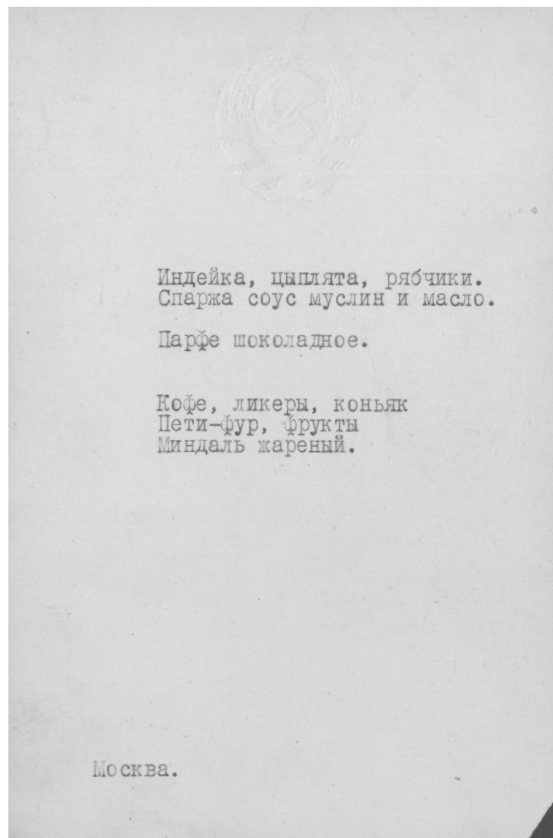 Индейка, цыплята, рябчики.
Спаржа соус муслин и масло.
Парфе шоколадное.
Кофе, ликеры, коньяк
Пети-фур, фрукты
Миндаль жареный.
Москва.